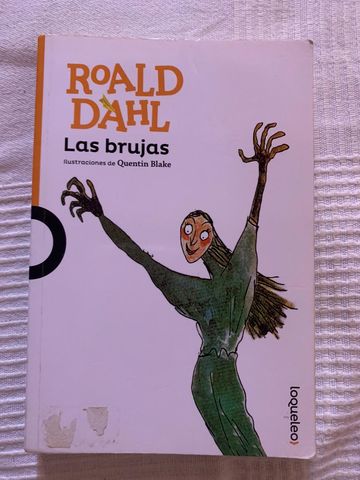 ROALD
DAHL
Las brujas
Ilustraciones de Quentin Blake
loqueleo